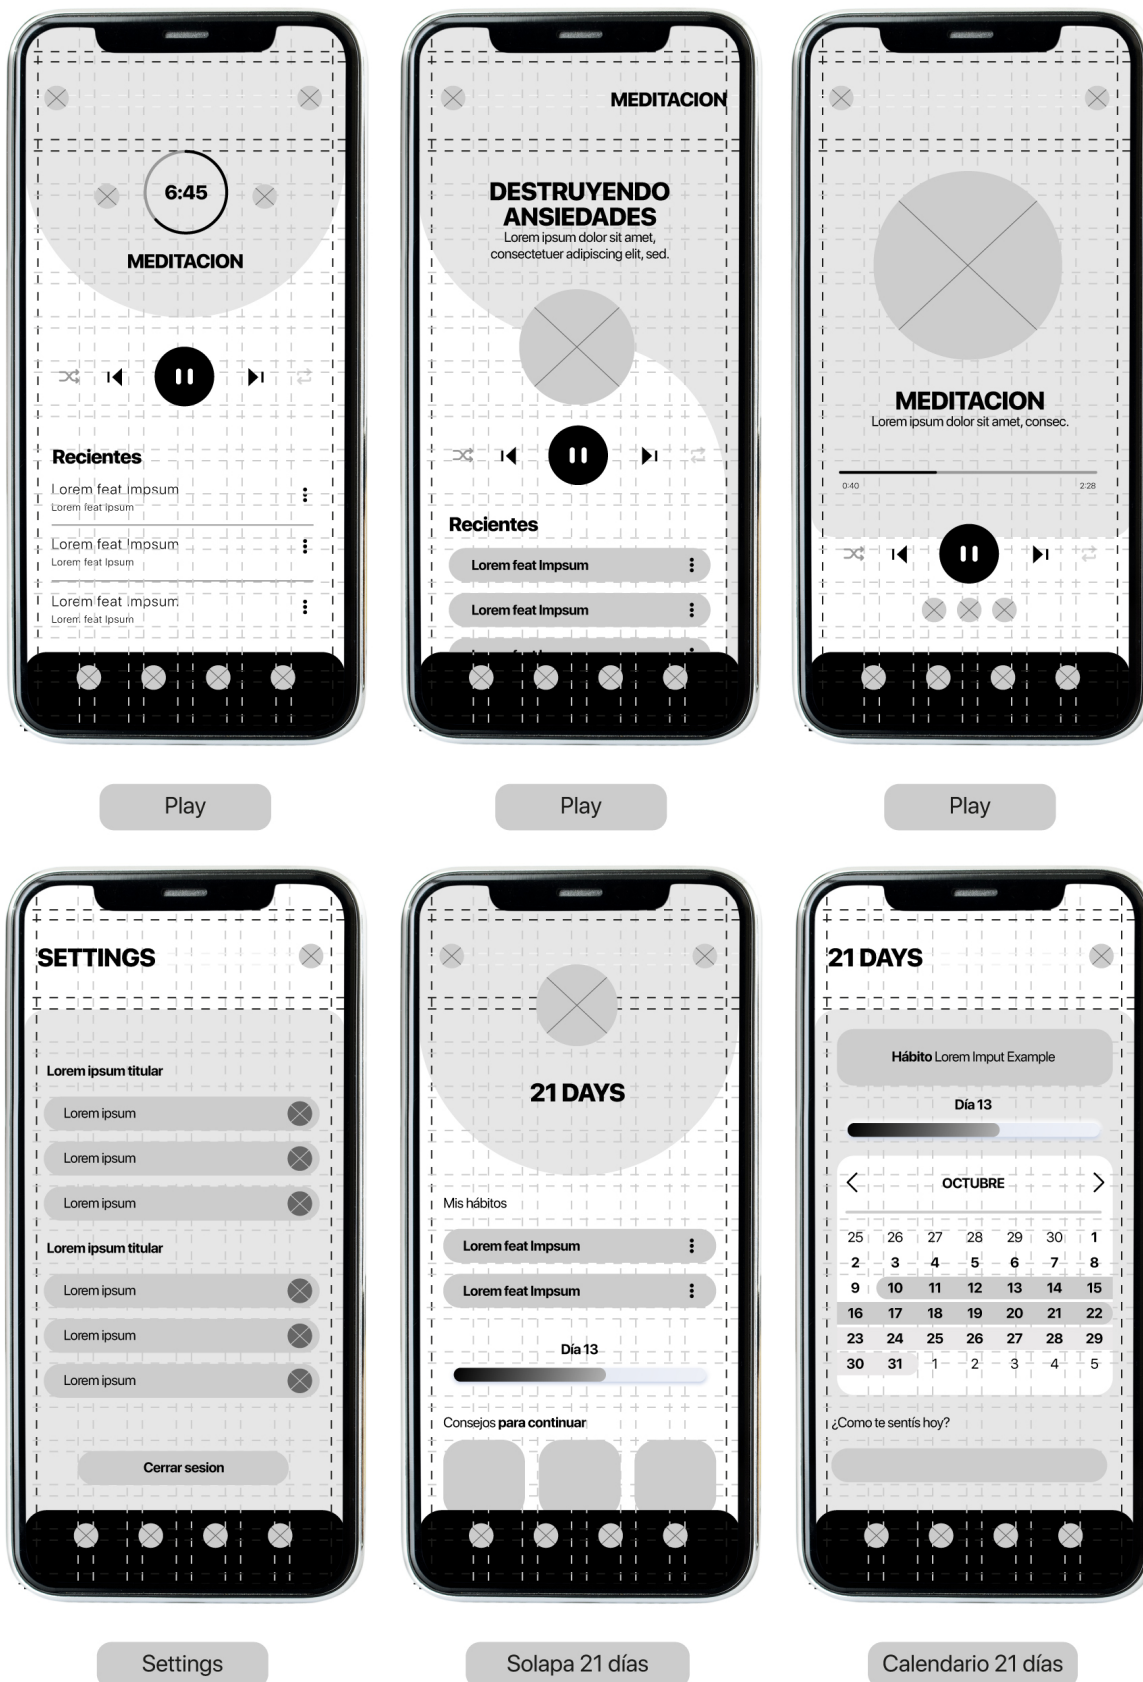 6:45
MEDITACION
Recientes
Lorem feat Impsum
Lorem feat Ipsum
Lorem feat Impsum
Lorem feat Ipsum
Lorem feat Impsum
Lorem feat Ipsum
Play
MEDITACION
DESTRUYENDO
ANSIEDADES
Lorem ipsum dolor sit amet,
consectetuer adipiscing elit, sed.
Recientes
Lorem feat Impsum
Lorem feat Impsum
Play
MEDITACION
Lorem ipsum dolor sit amet, consec.
0:40 2:28
Play
SETTINGS
Lorem ipsum titular
Lorem ipsum
Lorem ipsum
Lorem ipsum
Lorem ipsum titular
Lorem ipsum
Lorem ipsum
Lorem ipsum
Cerrar sesion
Settings
21 DAYS
Mis hábitos
Lorem feat Impsum
Lorem feat Impsum
Día 13
Consejos para continuar
Solapa 21 días
21 DAYS
Hábito Lorem Imput Example
Día 13
OCTUBRE
25 26 27 28 29 30 1
2 3 4 5 6 7 8
9 10 11 12 13 14 15
16 17 18 19 20 21 22
23 24 25 26 27 28 29
30 31 1 2 3 4 5
¿Como te sentís hoy?
Calendario 21 días